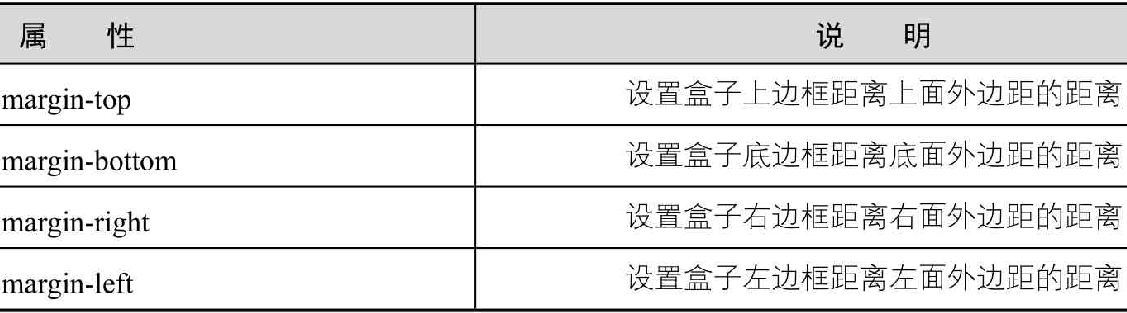 属 性 说 明
margin-top 设置盒子上边框距离上面外边距的距离
margin-bottom 设置盒子底边框距离底面外边距的距离
margin-right 设置盒子右边框距离右面外边距的距离
margin-left 设置盒子左边框距离左面外边距的距离